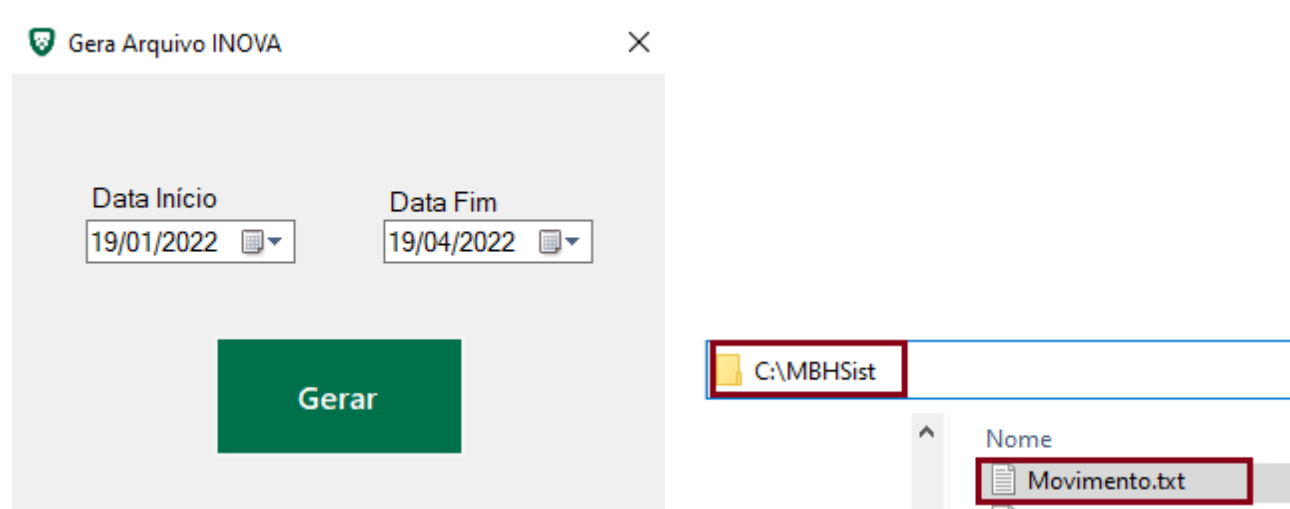 Gera Arquivo INOVA
Data Início
Data Fim
19/01/2022
19/04/2022
Gerar
C:\MBHSist
Nome
Movimento.txt